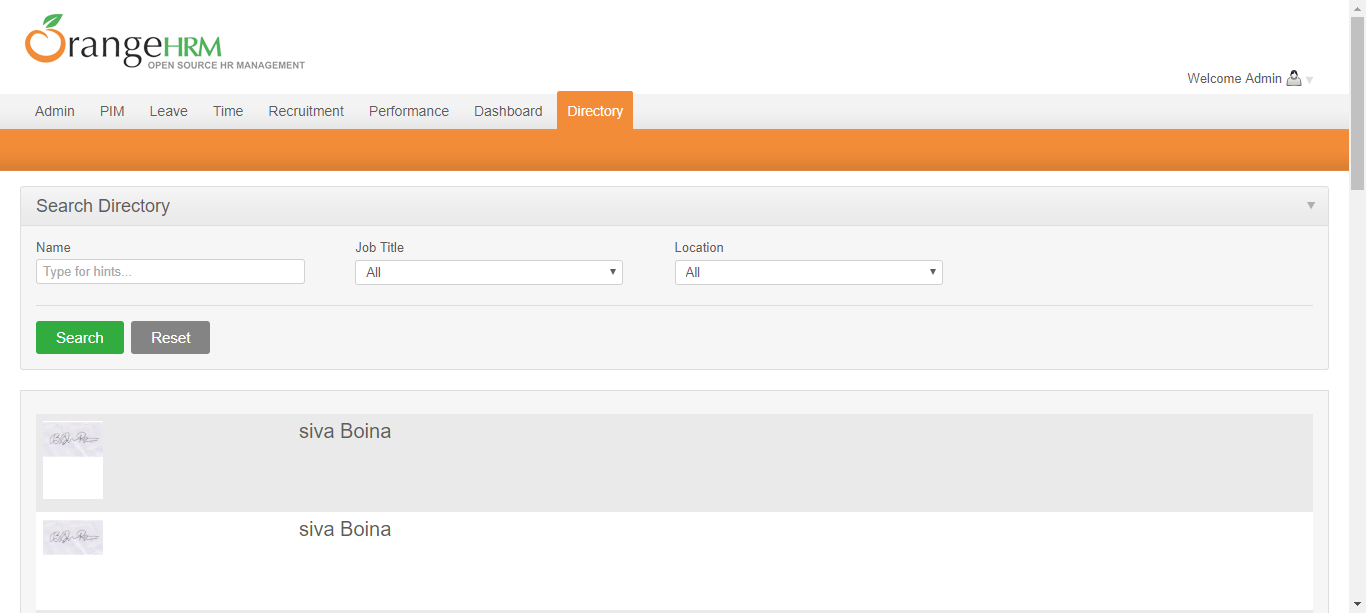 OrangeHRM
OPEN SOURCE HR MANAGEMENT
Welcome Admin
Admin PIM Leave Time Recruitment Performance Dashboard Directory
Search Directory
Name Job Title Location
Type for hints... All All
Search Reset
siva Boina
siva Boina